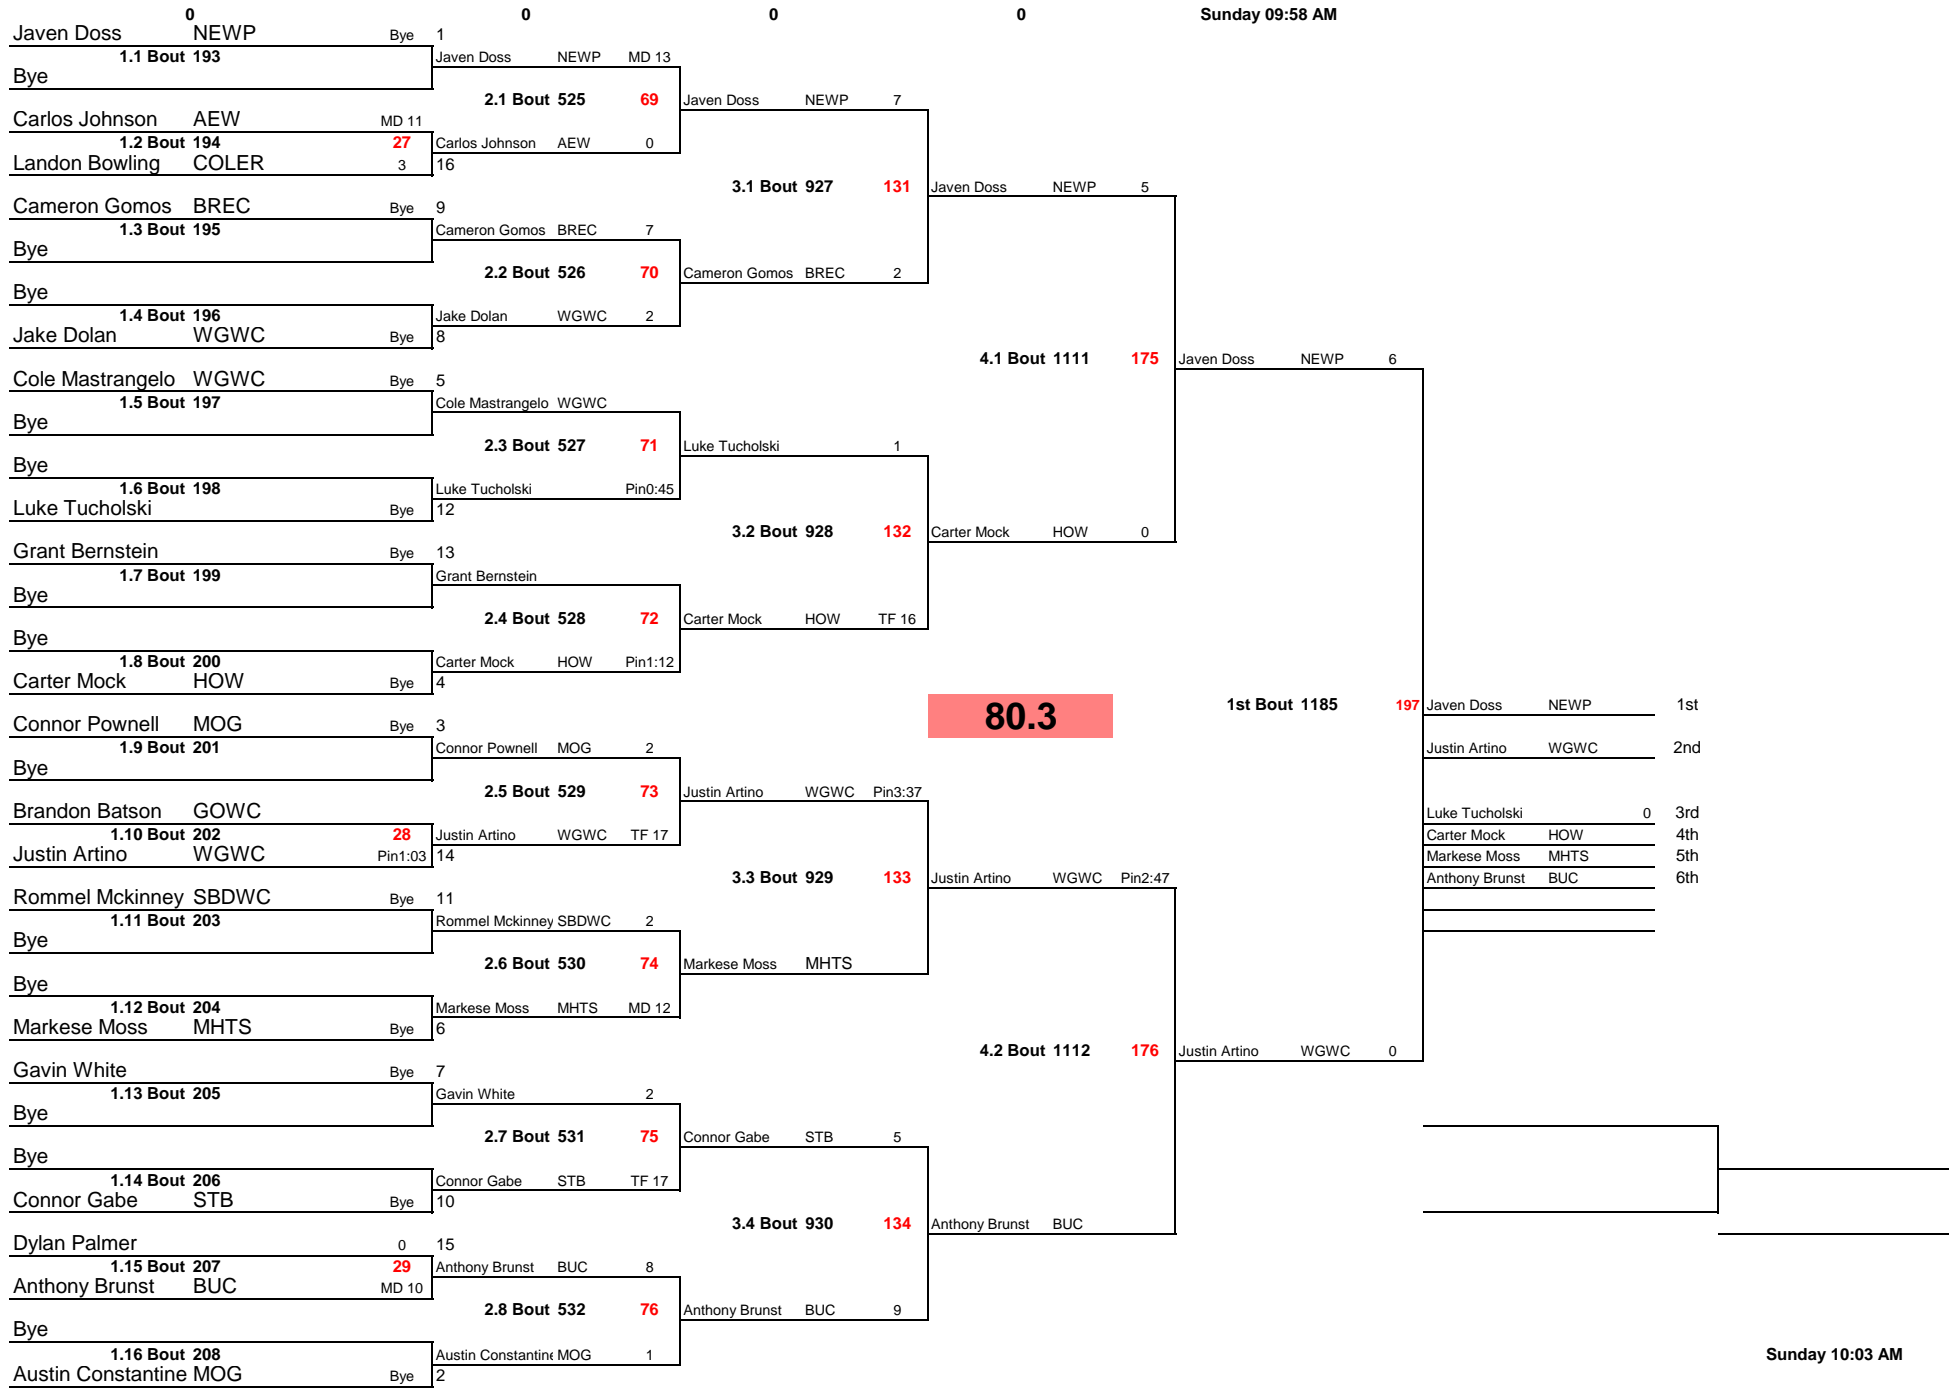 0 0 0 0 Sunday 09:58 AM
Javen Doss NEWP Bye 1
1.1 Bout 193 Javen Doss NEWP MD 13
Bye
2.1 Bout 525 69 Javen Doss NEWP 7
Carlos Johnson AEW MD 11
1.2 Bout 194 27 Carlos Johnson AEW 0
Landon Bowling COLER 3 16
3.1 Bout 927 131 Javen Doss NEWP 5
Cameron Gomos BREC Bye 9
1.3 Bout 195 Cameron Gomos BREC 7
Bye
2.2 Bout 526 70 Cameron Gomos BREC 2
Bye
1.4 Bout 196 Jake Dolan WGWC 2
Jake Dolan WGWC Bye 8
4.1 Bout 1111 175 Javen Doss NEWP 6
Cole Mastrangelo WGWC Bye 5
1.5 Bout 197 Cole Mastrangelo WGWC
Bye
2.3 Bout 527 71 Luke Tucholski 1
Bye
1.6 Bout 198 Luke Tucholski Pin0:45
Luke Tucholski Bye 12
3.2 Bout 928 132 Carter Mock HOW 0
Grant Bernstein Bye 13
1.7 Bout 199 Grant Bernstein
Bye
2.4 Bout 528 72 Carter Mock HOW TF 16
Bye
1.8 Bout 200 Carter Mock HOW Pin1:12
Carter Mock HOW Bye 4
80.3 1st Bout 1185 197 Javen Doss NEWP 1st
Connor Pownell MOG Bye 3
1.9 Bout 201 Connor Pownell MOG 2 Justin Artino WGWC 2nd
Bye
2.5 Bout 529 73 Justin Artino WGWC Pin3:37
Brandon Batson GOWC Luke Tucholski 0 3rd
1.10 Bout 202 28 Justin Artino WGWC TF 17 Carter Mock HOW 4th
Justin Artino WGWC Pin1:03 14 Markese Moss MHTS 5th
3.3 Bout 929 133 Justin Artino WGWC Pin2:47 Anthony Brunst BUC 6th
Rommel Mckinney SBDWC Bye 11
1.11 Bout 203 Rommel Mckinney SBDWC 2
Bye
2.6 Bout 530 74 Markese Moss MHTS
Bye
1.12 Bout 204 Markese Moss MHTS MD 12
Markese Moss MHTS Bye 6
4.2 Bout 1112 176 Justin Artino WGWC 0
Gavin White Bye 7
1.13 Bout 205 Gavin White 2
Bye
2.7 Bout 531 75 Connor Gabe STB 5
Bye
1.14 Bout 206 Connor Gabe STB TF 17
Connor Gabe STB Bye 10
3.4 Bout 930 134 Anthony Brunst BUC
Dylan Palmer 0 15
1.15 Bout 207 29 Anthony Brunst BUC 8
Anthony Brunst BUC MD 10
2.8 Bout 532 76 Anthony Brunst BUC 9
Bye
1.16 Bout 208 Austin Constantine MOG 1 Sunday 10:03 AM
Austin Constantine MOG Bye 2